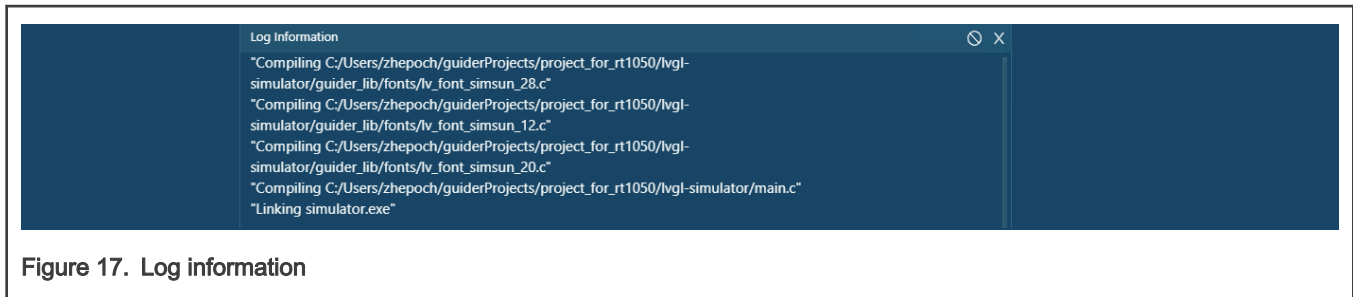 Log Information
"Compiling C:/Users/zhepoch/guiderProjects/project_for_rt1050/lvgl-
simulator/guider_lib/fonts/lv_font_simsun_28.c"
"Compiling C:/Users/zhepoch/guiderProjects/project_for_rt1050/lvgl-
simulator/guider_lib/fonts/lv_font_simsun_12.c"
"Compiling C:/Users/zhepoch/guiderProjects/project_for_rt1050/lvgl-
simulator/guider_lib/fonts/lv_font_simsun_20.c"
"Compiling C:/Users/zhepoch/guiderProjects/project_for_rt1050/lvgl-simulator/main.c"
"Linking simulator.exe"
Figure 17. Log information